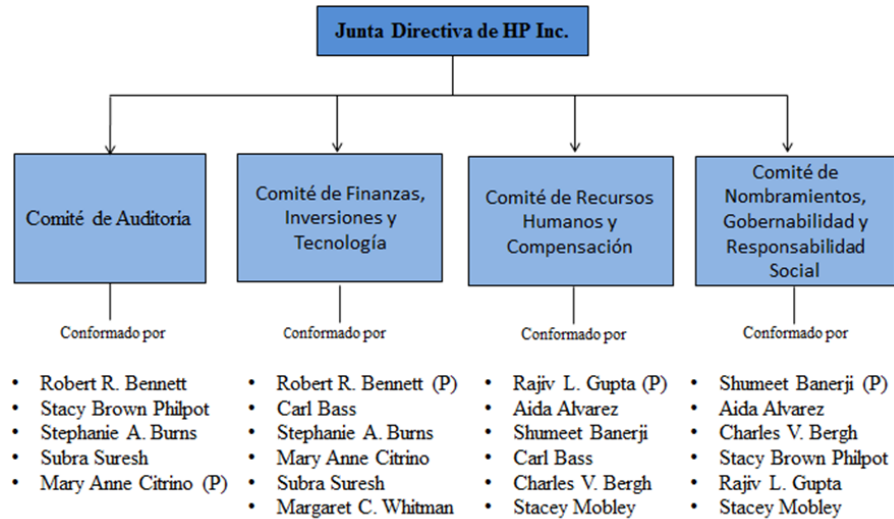 Junta Directiva de HP Inc.
Comité de Auditoria
Comité de Finanzas,
Inversiones y
Tecnología
Comité de Recursos
Humanos y
Compensación
Comité de
Nombramientos,
Gobernabilidad y
Responsabilidad
Social
Conformado por
Conformado por
Conformado por
Conformado por
• Robert R. Bennett
• Stacy Brown Philpot
• Stephanie A. Burns
• Subra Suresh
• Mary Anne Citrino (P)
• Robert R. Bennett (P)
• Carl Bass
• Stephanie A. Burns
• Mary Anne Citrino
• Subra Suresh
• Margaret C. Whitman
• Rajiv L. Gupta (P)
• Aida Alvarez
• Shumeet Banerji
• Carl Bass
• Charles V. Bergh
• Stacey Mobley
• Shumeet Banerji (P)
• Aida Alvarez
• Charles V. Bergh
• Stacy Brown Philpot
• Rajiv L. Gupta
• Stacey Mobley